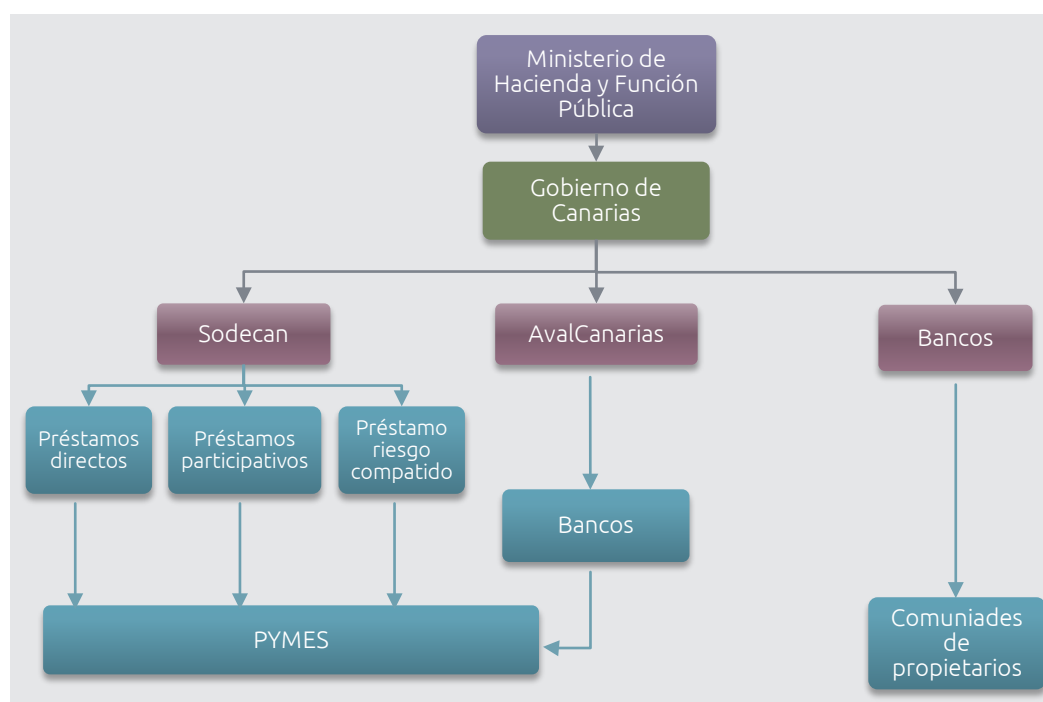 Ministerio de
Hacienda y Función
Pública
Gobierno de
Canarias
Sodecan
AvalCanarias
Bancos
Préstamos
directos
Préstamos
participativos
Préstamo
riesgo
compatido
Bancos
PYMES
Comuniades
de
propietarios